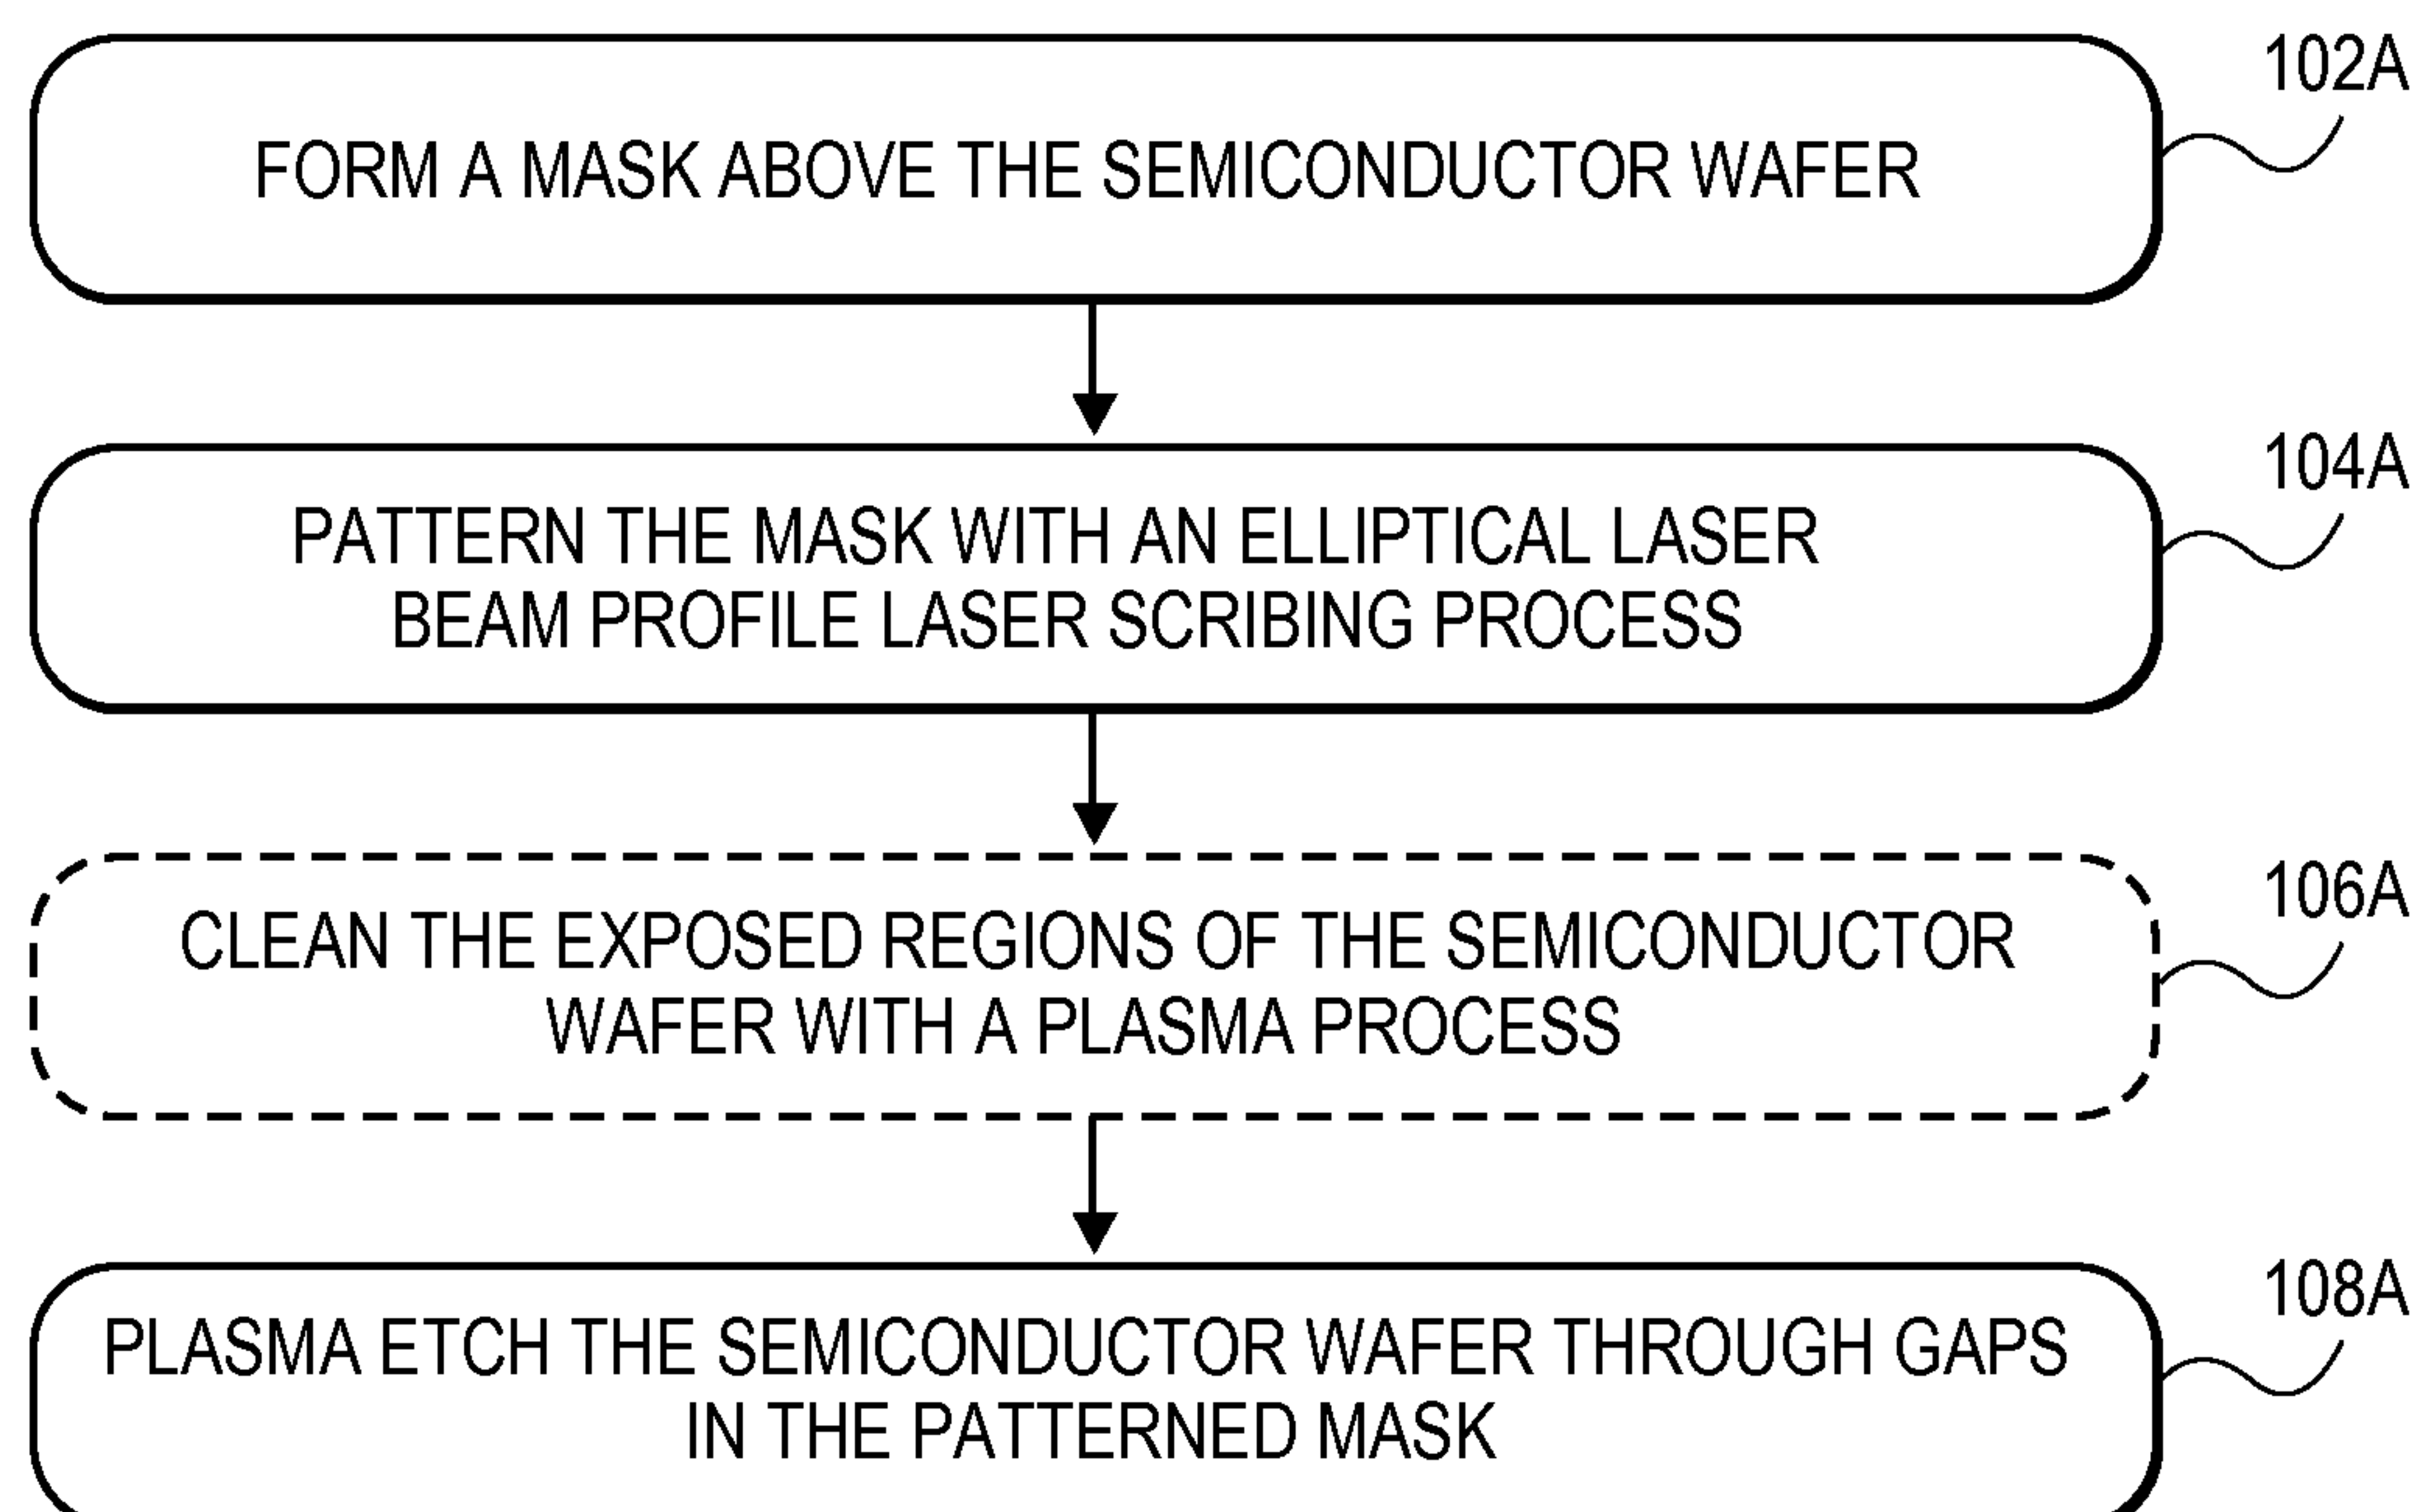 102A
FORM A MASK ABOVE THE SEMICONDUCTOR WAFER
104A
PATTERN THE MASK WITH AN ELLIPTICAL LASER
BEAM PROFILE LASER SCRIBING PROCESS
106A
CLEAN THE EXPOSED REGIONS OF THE SEMICONDUCTOR
WAFER WITH A PLASMA PROCESS
108A
PLASMA ETCH THE SEMICONDUCTOR WAFER THROUGH GAPS
IN THE PATTERNED MASK